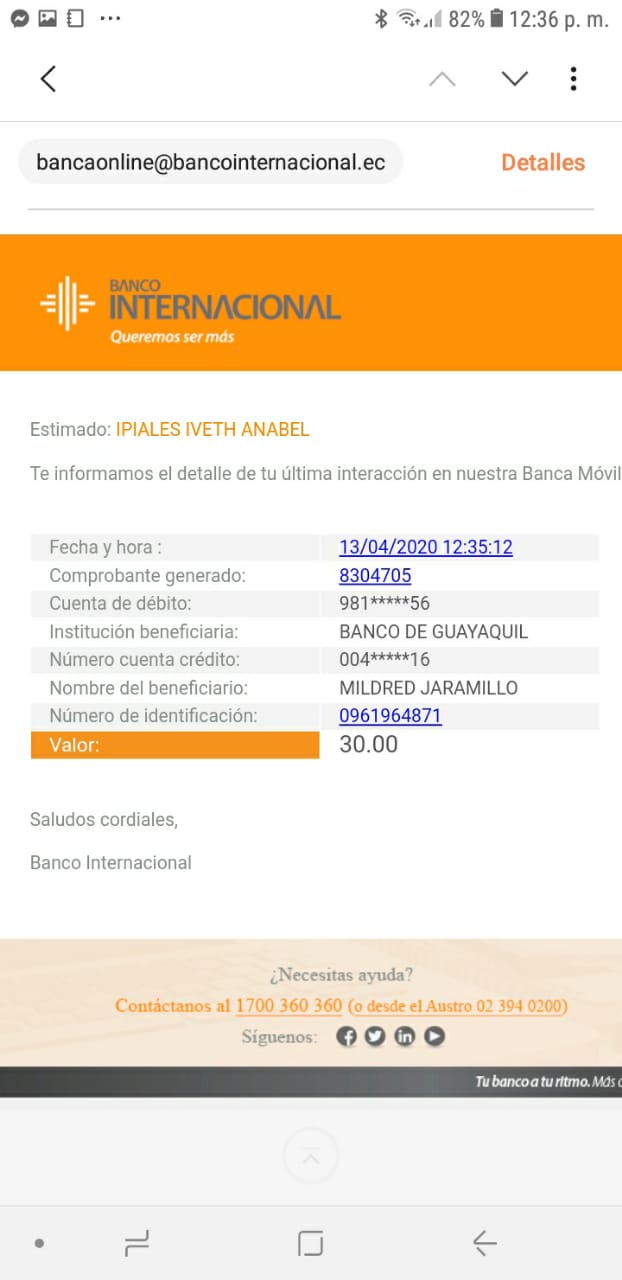 82% 12:36 p. m.
bancaonline@bancointernacional.ec
Detalles
BANCO
INTERNACIONAL
Queremos ser más
Estimado: IPIALES IVETH ANABEL
Te informamos el detalle de tu última interacción en nuestra Banca Móvil
Fecha y hora : 13/04/2020 12:35:12
Comprobante generado: 8304705
Cuenta de débito: 981*****56
Institución beneficiaria: BANCO DE GUAYAQUIL
Número cuenta crédito: 004*****16
Nombre del beneficiario: MILDRED JARAMILLO
Número de identificación: 0961964871
Valor: 30.00
Saludos cordiales,
Banco Internacional
¿Necesitas ayuda?
Contáctanos al 1700 360 360 (o desde el Austro 02 394 0200)
Síguenos:
Tu banco a tu ritmo. Más